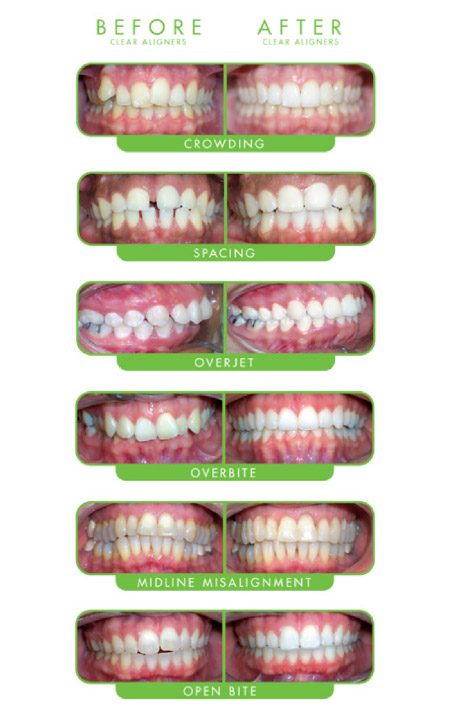 BEFORE AFTER
CLEAR ALIGNERS CLEAR ALIGNERS
CROWDING
SPACING
OVERJET
OVERBITE
MIDLINE MISALIGNMENT
OPEN BITE